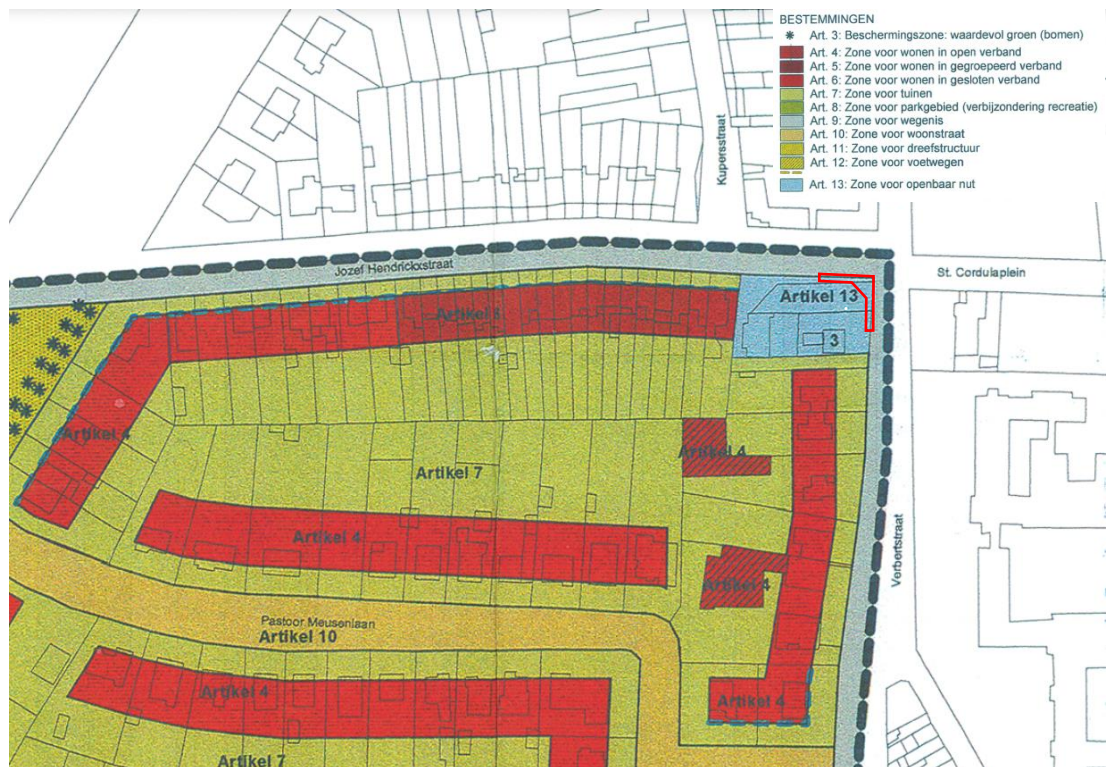 BESTEMMINGEN
Art. 3: Beschermingszone: waardevol groen (bomen)
Art. 4: Zone voor wonen in open verband
Art. 5: Zone voor wonen in gegroepeerd verband
Art. 6: Zone voor wonen in gesloten verband
Art. 7: Zone voor tuinen
Art. 8: Zone voor parkgebied (verbijzondering recreatie)
Art. 9: Zone voor wegenis
Art. 10: Zone voor woonstraat
Art. 11: Zone voor dreefstructuur
Art. 12: Zone voor voetwegen
Art. 13: Zone voor openbaar nut
Kupersstraat
Jozef Hendrickxstraat
St. Cordulaplein
Artikel 13
3
Artikel 4
Artikel 4
Artikel 7
Artikel 4
Artikel 4
Verbertstraat
Pastoor Meusenlaan
Artikel 10
Artikel 4
Artikel 4
Artikel 7